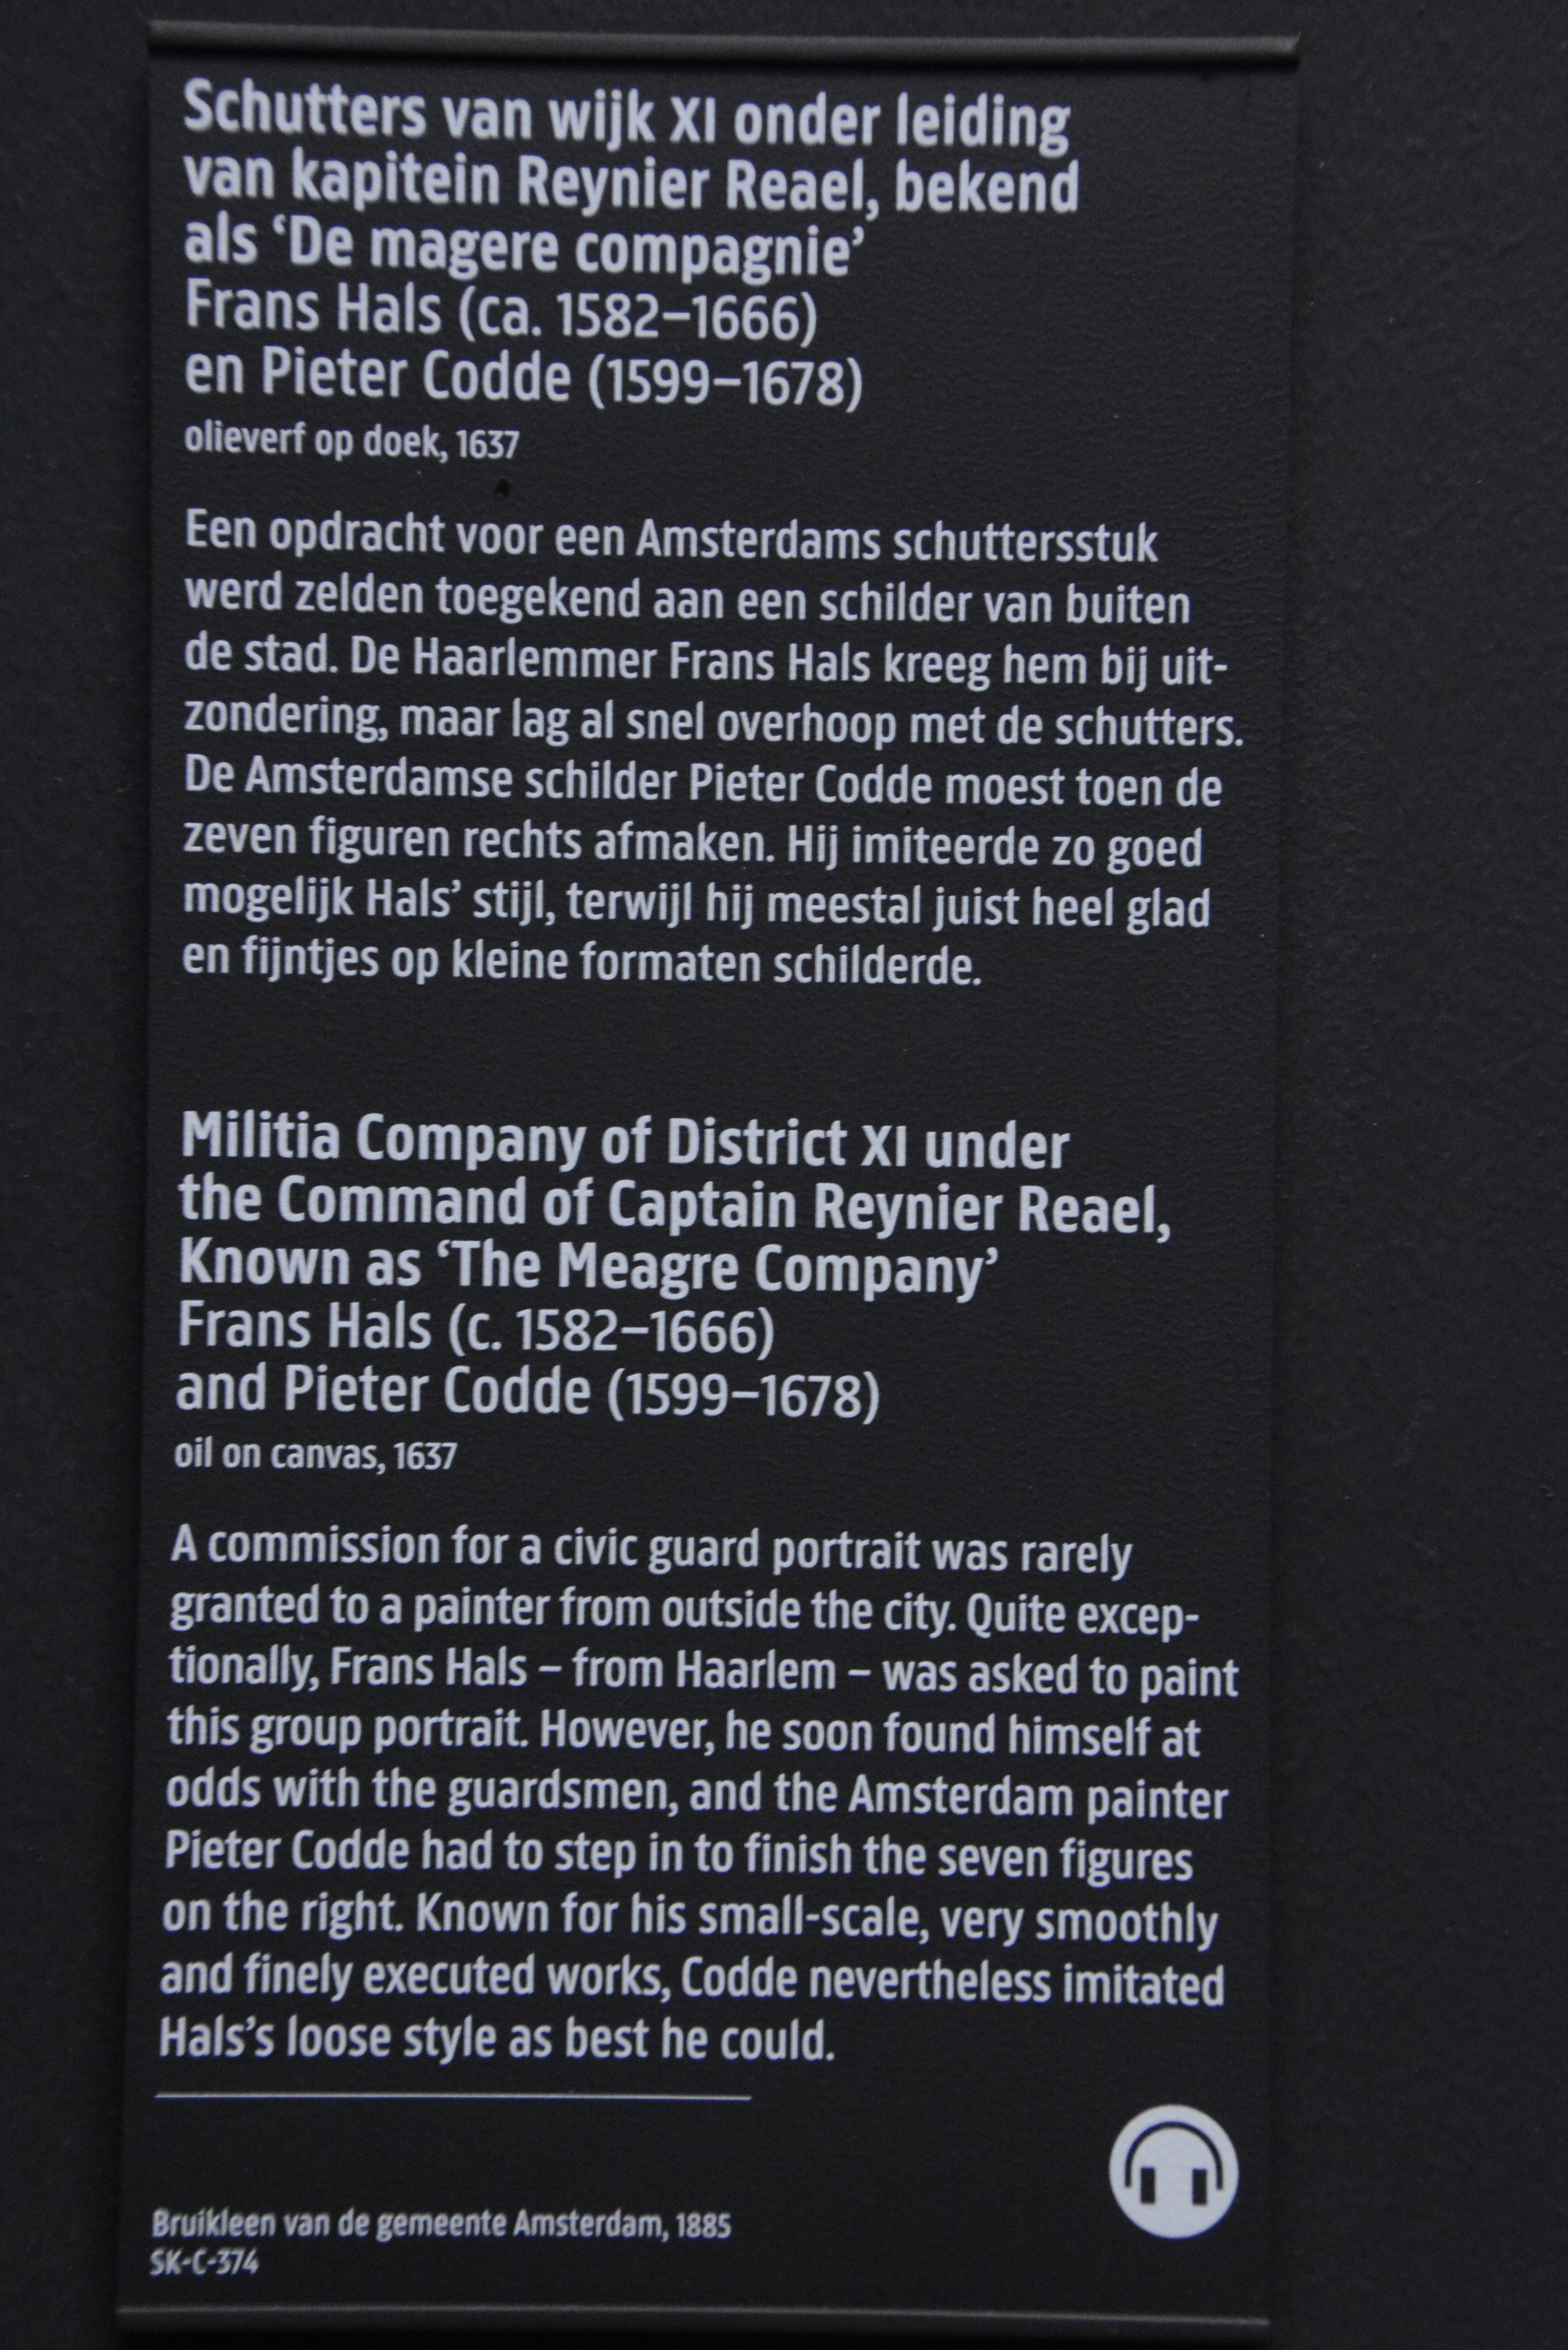 Schutters van wijk XI onder leiding
van kapitein Reynier Reael, bekend
als ‘De magere compagnie’
Frans Hals (ca. 1582–1666)
en Pieter Codde (1599–1678)
olieverf op doek, 1637
Een opdracht voor een Amsterdams schuttersstuk
werd zelden toegekend aan een schilder van buiten
de stad. De Haarlemmer Frans Hals kreeg hem bij uit-
zondering, maar lag al snel overhoop met de schutters.
De Amsterdamse schilder Pieter Codde moest toen de
zeven figuren rechts afmaken. Hij imiteerde zo goed
mogelijk Hals’ stijl, terwijl hij meestal juist heel glad
en fijntjes op kleine formaten schilderde.
Militia Company of District XI under
the Command of Captain Reynier Reael,
Known as ‘The Meagre Company’
Frans Hals (c. 1582–1666)
and Pieter Codde (1599–1678)
oil on canvas, 1637
A commission for a civic guard portrait was rarely
granted to a painter from outside the city. Quite excep-
tionally, Frans Hals – from Haarlem – was asked to paint
this group portrait. However, he soon found himself at
odds with the guardsmen, and the Amsterdam painter
Pieter Codde had to step in to finish the seven figures
on the right. Known for his small-scale, very smoothly
and finely executed works, Codde nevertheless imitated
Hals’s loose style as best he could.
Bruikleen van de gemeente Amsterdam, 1885
SK-C-374